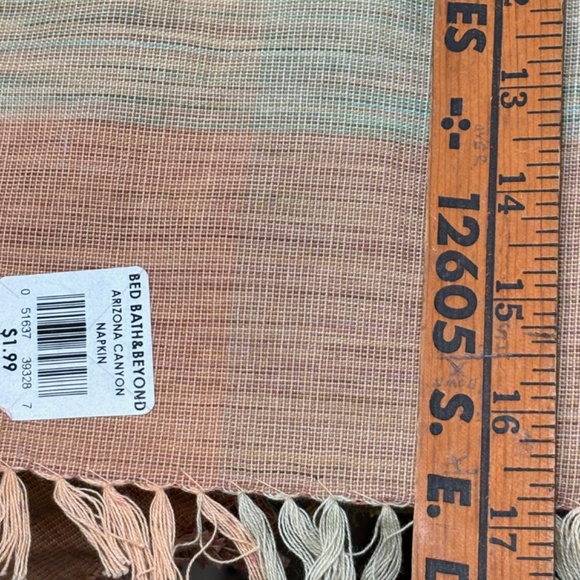 BED BATH&BEYOND
ARIZONA CANYON
NAPKIN
0 51637 39328 7
$1.99
ES -:- 12605 S. E.
13
14
15
16
17